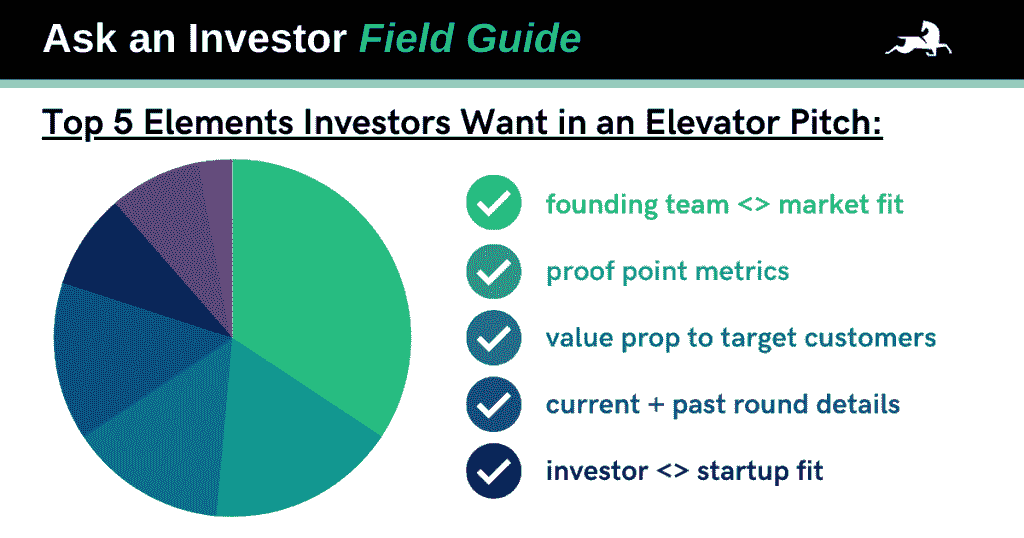 Ask an Investor Field Guide
Top 5 Elements Investors Want in an Elevator Pitch:
founding team <> market fit
proof point metrics
value prop to target customers
current + past round details
investor <> startup fit